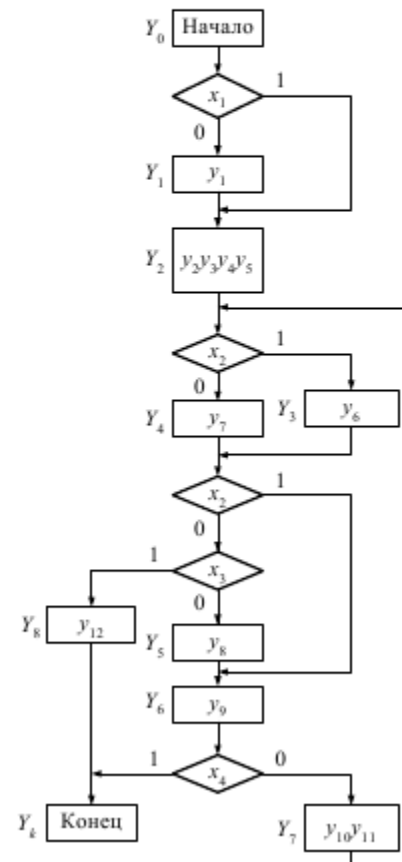 Y₀ Начало
x₁ 1
0
Y₁ y₁
Y₂ y₂y₃y₄y₅
x₂ 1
0
Y₄ y₇ Y₃ y₆
x₂ 1
0
1 x₃
0
Y₈ y₁₂
Y₅ y₈
Y₆ y₉
1 x₄ 0
Yₖ Конец Y₇ y₁₀y₁₁